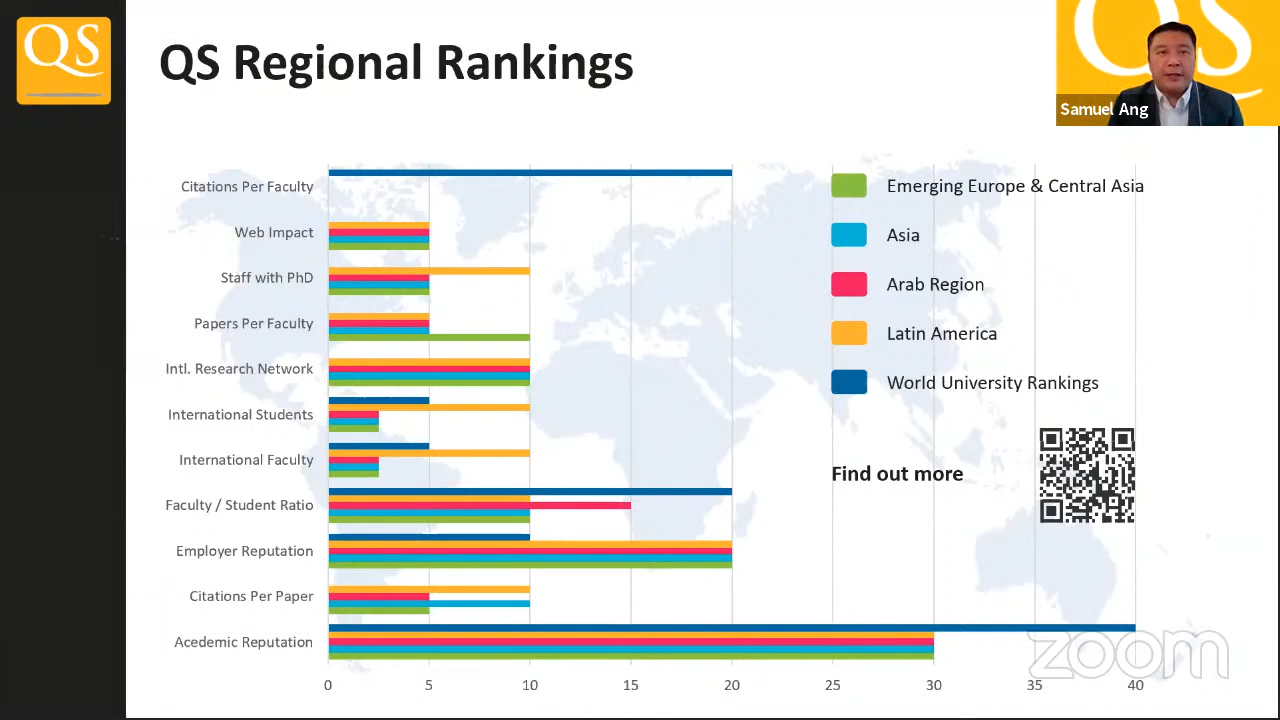 QS
QS Regional Rankings
QS
Samuel Ang
Citations Per Faculty
Web Impact
Staff with PhD
Papers Per Faculty
Intl. Research Network
International Students
International Faculty
Faculty / Student Ratio
Employer Reputation
Citations Per Paper
Acedemic Reputation
0 5 10 15 20 25 30 35 40
Emerging Europe & Central Asia
Asia
Arab Region
Latin America
World University Rankings
Find out more
zoom